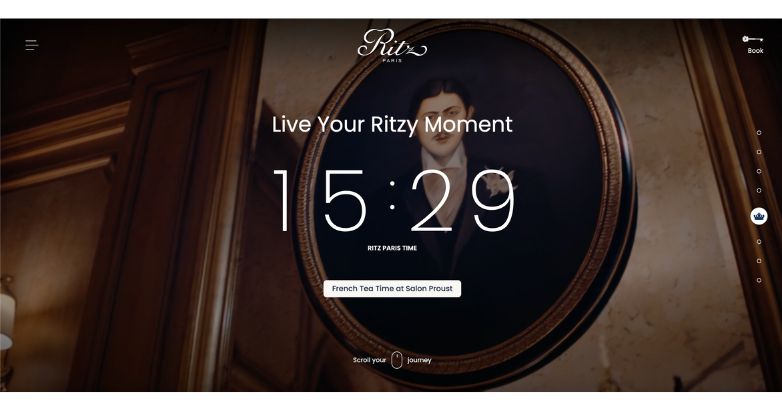 Ritz
PARIS
Book
Live Your Ritzy Moment
15:29
RITZ PARIS TIME
French Tea Time at Salon Proust
Scroll your journey